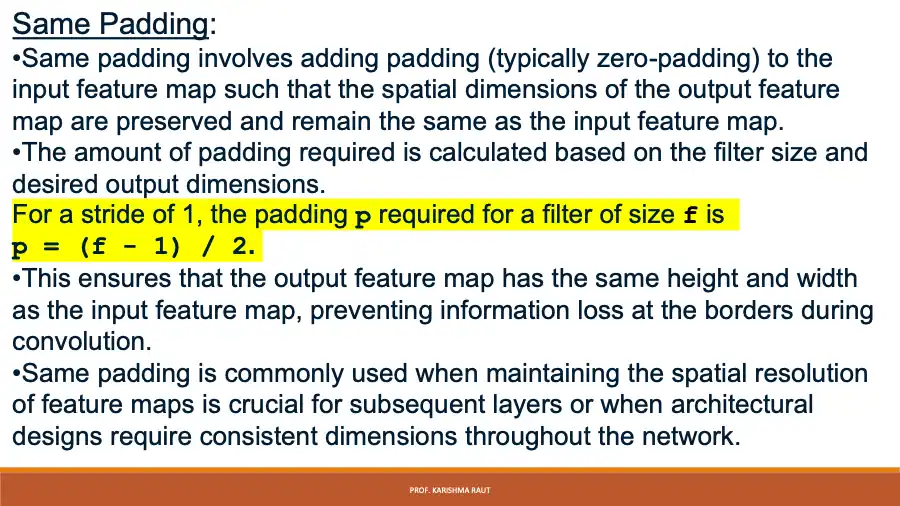 Same Padding:
•Same padding involves adding padding (typically zero-padding) to the
input feature map such that the spatial dimensions of the output feature
map are preserved and remain the same as the input feature map.
•The amount of padding required is calculated based on the filter size and
desired output dimensions.
For a stride of 1, the padding p required for a filter of size f is
p = (f - 1) / 2.
•This ensures that the output feature map has the same height and width
as the input feature map, preventing information loss at the borders during
convolution.
•Same padding is commonly used when maintaining the spatial resolution
of feature maps is crucial for subsequent layers or when architectural
designs require consistent dimensions throughout the network.
PROF. KARISHMA RAUT